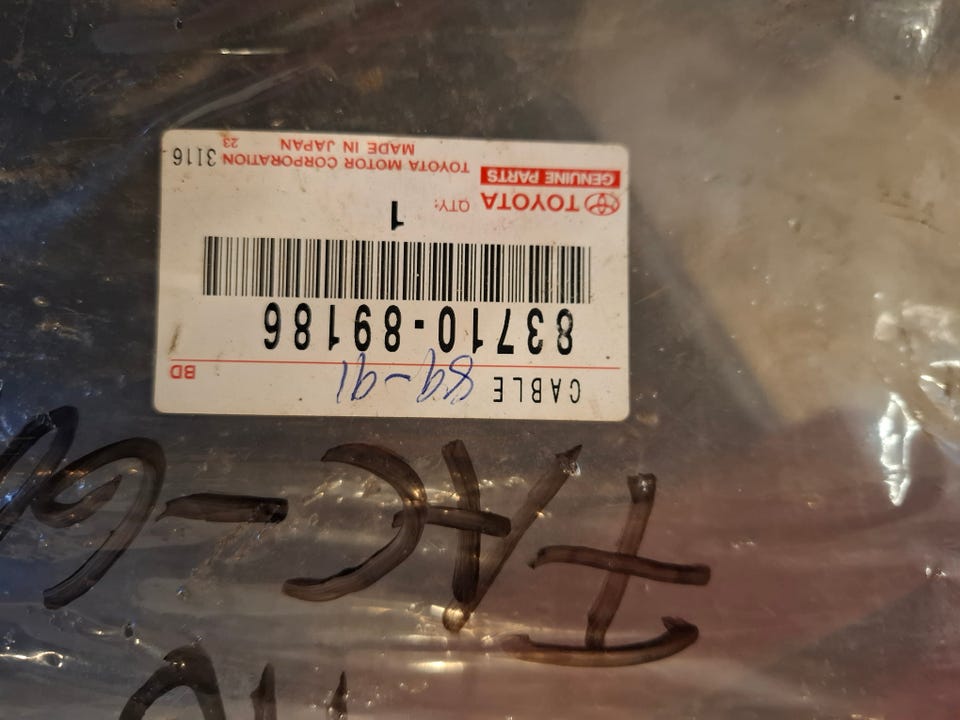 FAC-
CABLE 89-91 BD
83710-89186
TOYOTA QTY: 1
GENUINE PARTS TOYOTA MOTOR CORPORATION 3116
MADE IN JAPAN 23